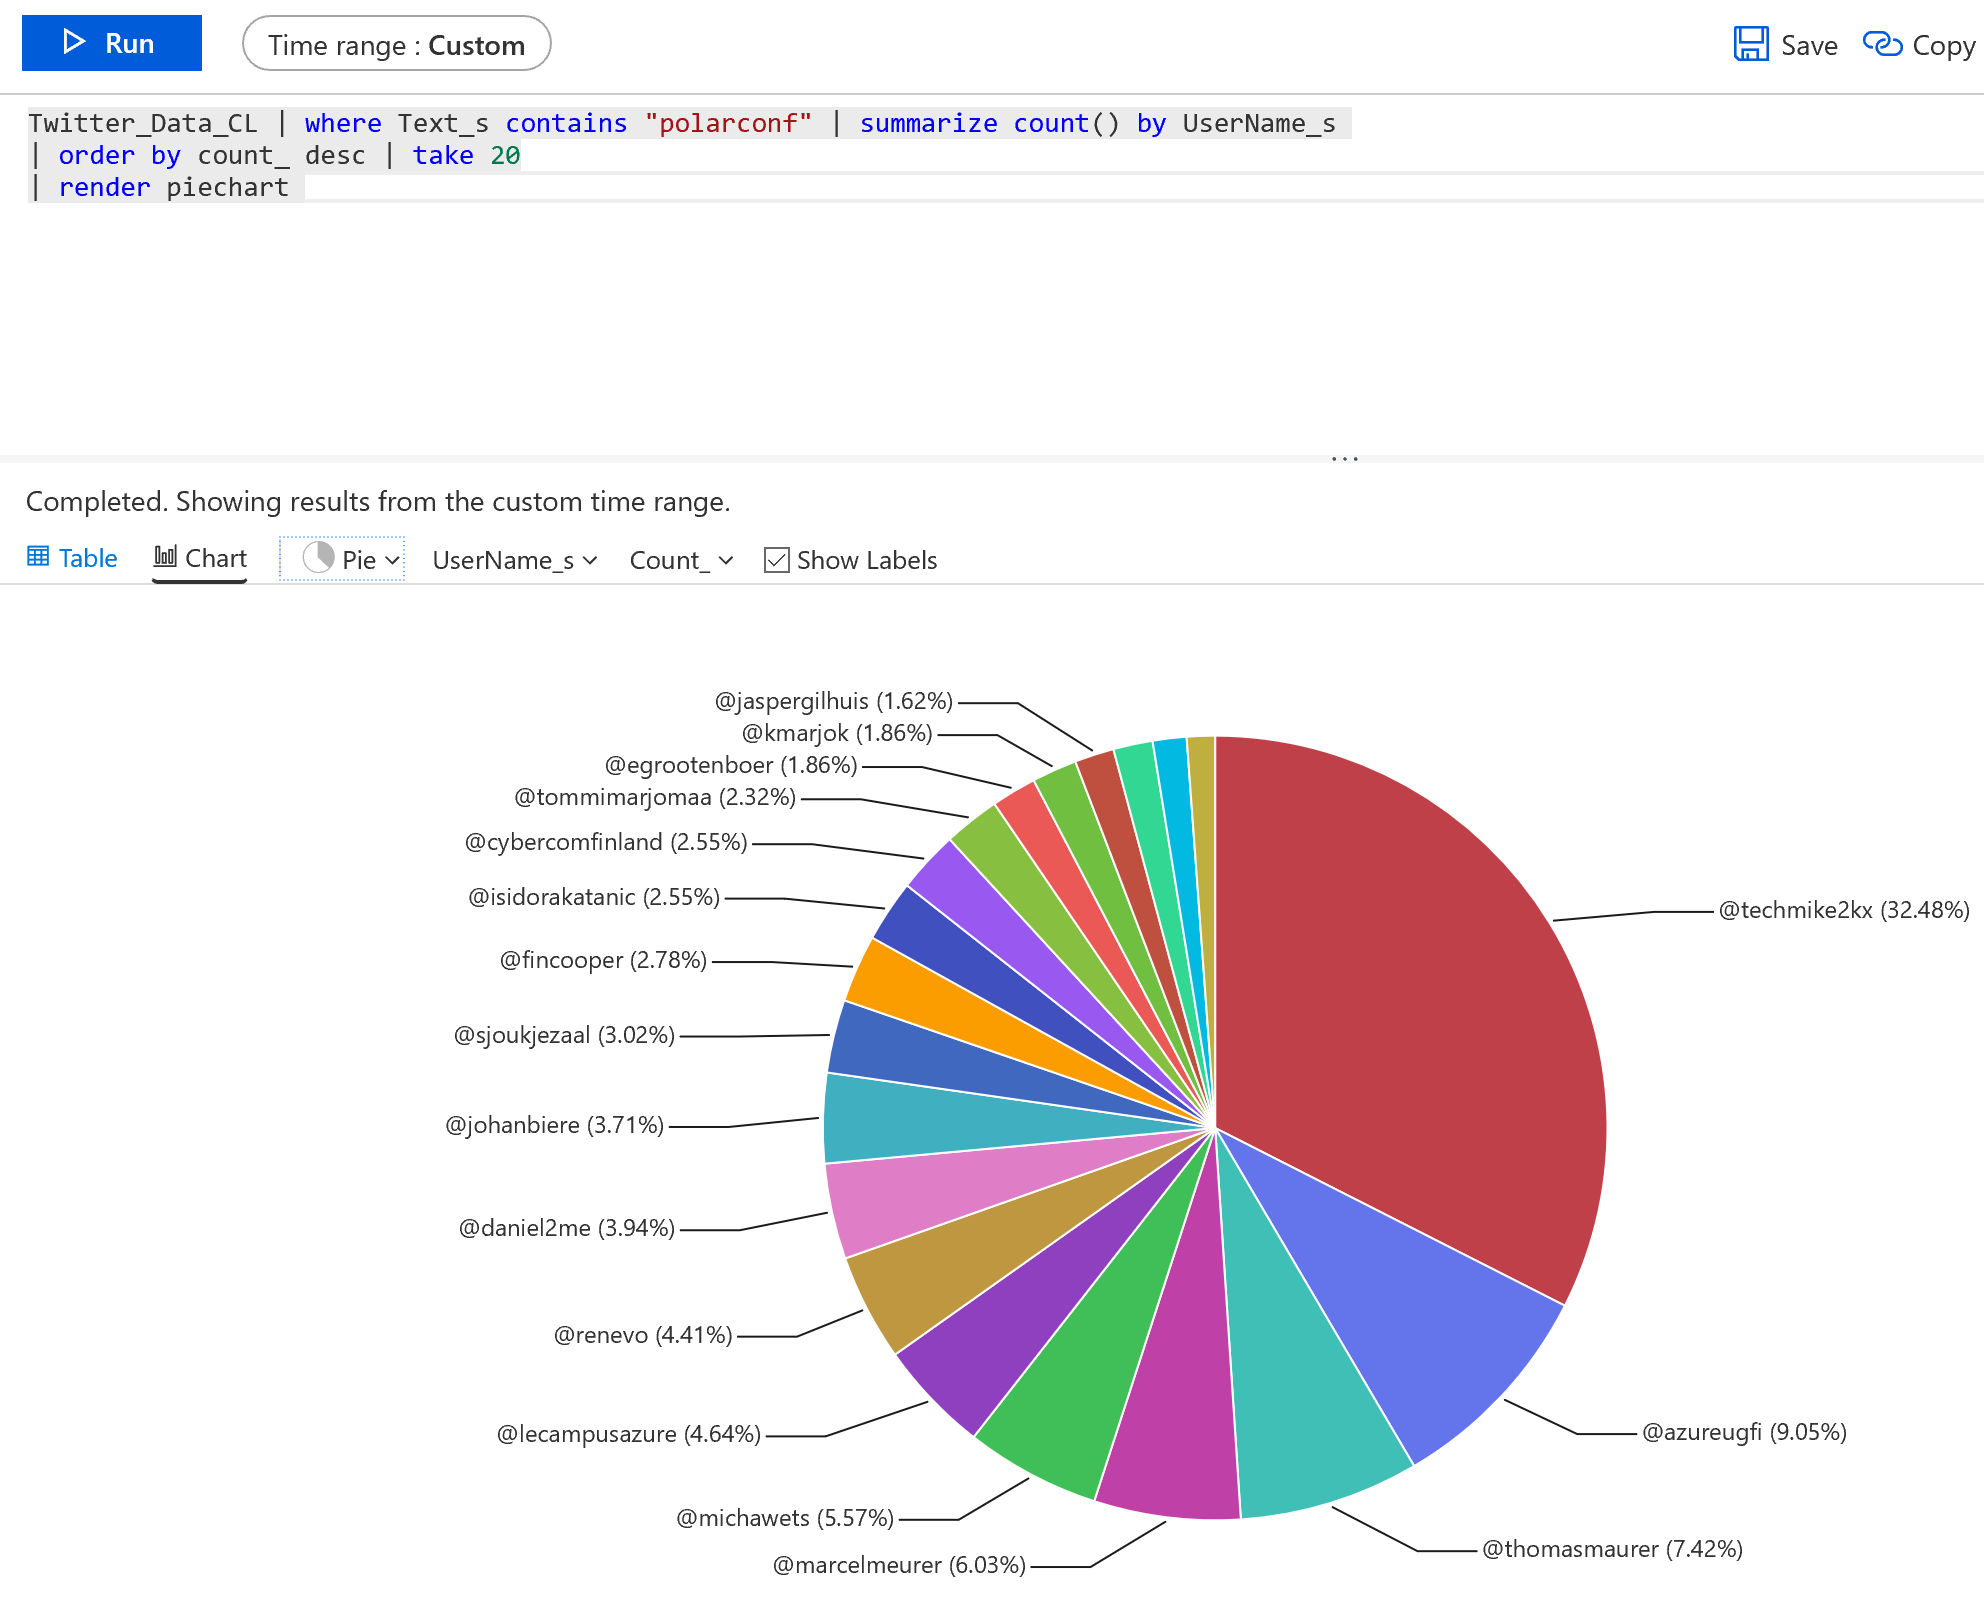 Run
Time range : Custom
Save
Copy
Twitter_Data_CL | where Text_s contains "polarconf" | summarize count() by UserName_s
| order by count_ desc | take 20
| render piechart
...
Completed. Showing results from the custom time range.
Table
Chart
Pie
UserName_s
Count_
Show Labels
@jaspergilhuis (1.62%)
@kmarjok (1.86%)
@egrootenboer (1.86%)
@tommimarjomaa (2.32%)
@cybercomfinland (2.55%)
@isidorakatanic (2.55%)
@fincooper (2.78%)
@sjoukjezaal (3.02%)
@johanbiere (3.71%)
@daniel2me (3.94%)
@renevo (4.41%)
@lecampusazure (4.64%)
@michawets (5.57%)
@marcelmeurer (6.03%)
@techmike2kx (32.48%)
@azureugfi (9.05%)
@thomasmaurer (7.42%)